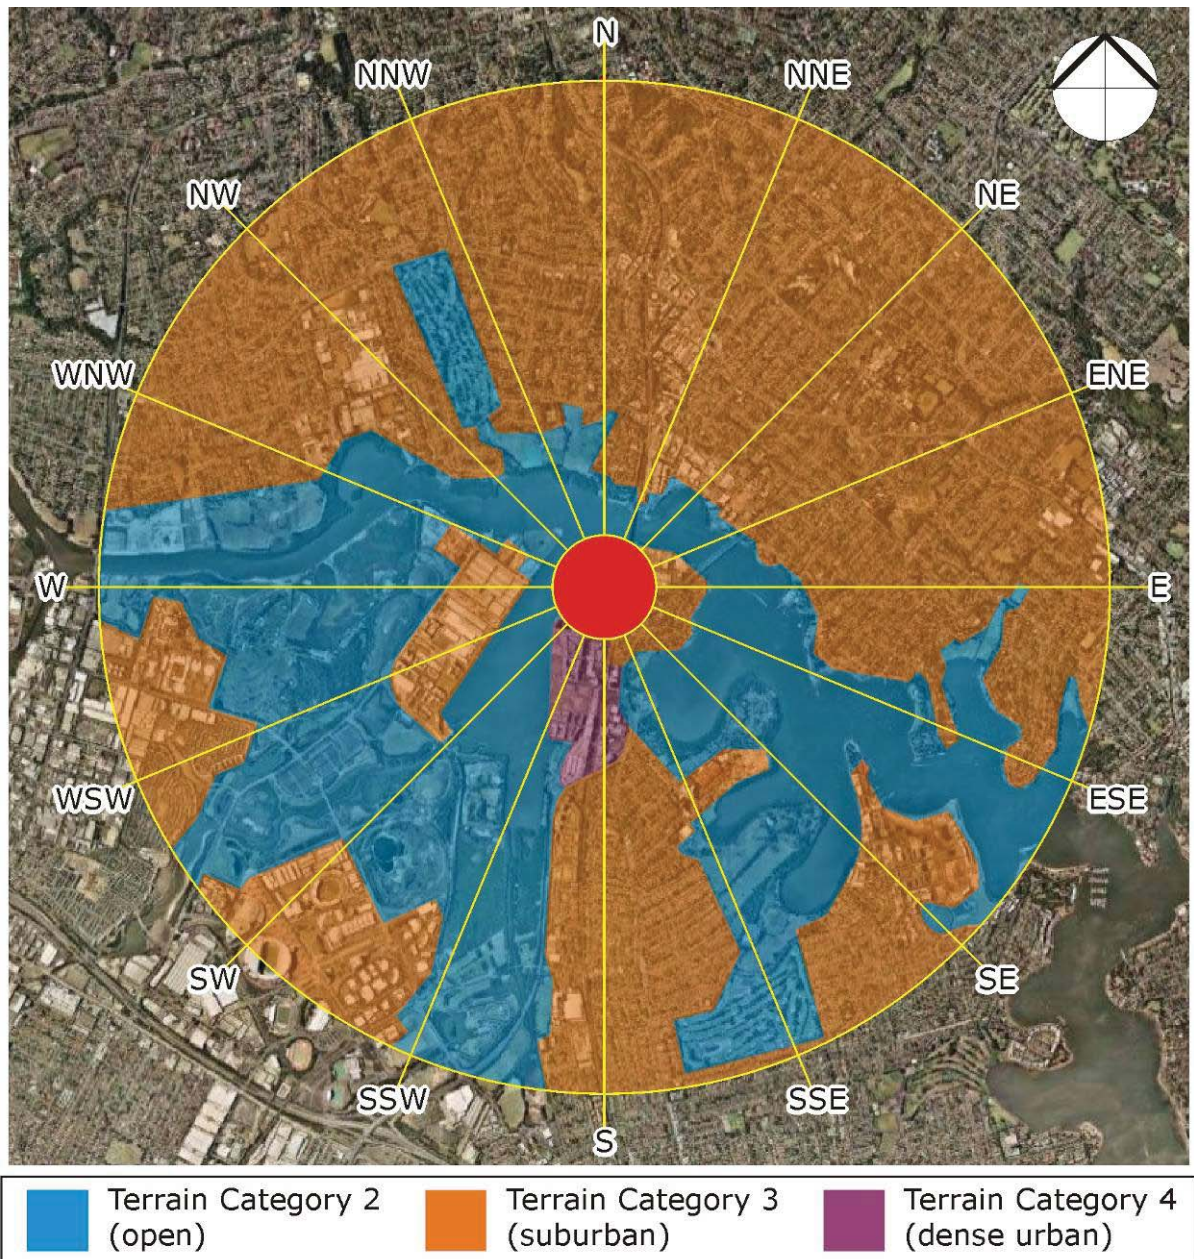 N
NNW
NNE
NW
NE
WNW
ENE
W
E
WSW
ESE
SW
SE
SSW
SSE
S
Terrain Category 2
(open)
Terrain Category 3
(suburban)
Terrain Category 4
(dense urban)